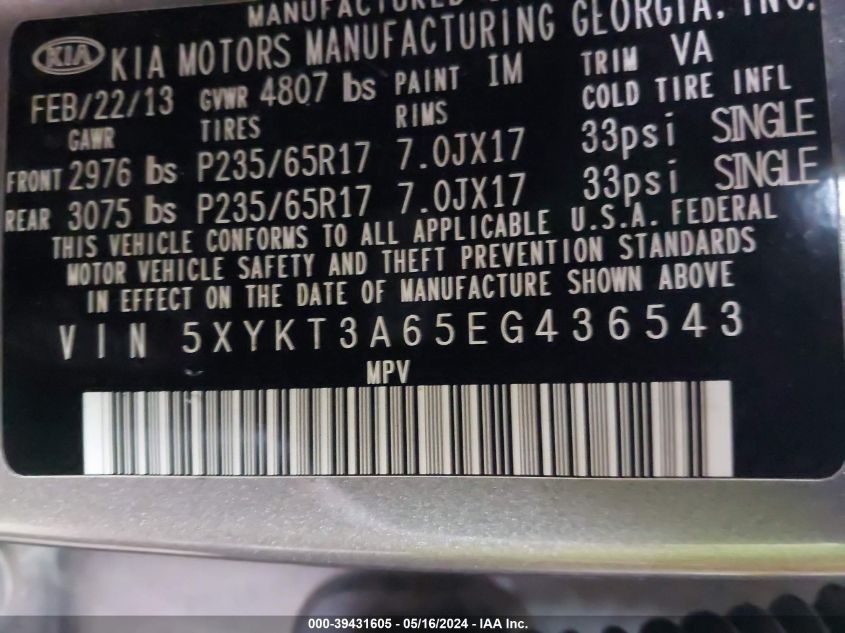 MANUFACTURED
KIA KIA MOTORS MANUFACTURING GEORGIA, INC.
FEB/22/13 GVWR 4807 lbs PAINT IM TRIM VA
GAWR TIRES RIMS COLD TIRE INFL
FRONT 2976 lbs P235/65R17 7.0JX17 33psi SINGLE
REAR 3075 lbs P235/65R17 7.0JX17 33psi SINGLE
THIS VEHICLE CONFORMS TO ALL APPLICABLE U.S.A. FEDERAL
MOTOR VEHICLE SAFETY AND THEFT PREVENTION STANDARDS
IN EFFECT ON THE DATE OF MANUFACTURE SHOWN ABOVE
VIN 5XYKT3A65EG436543
MPV
000-39431605 - 05/16/2024 - IAA Inc.